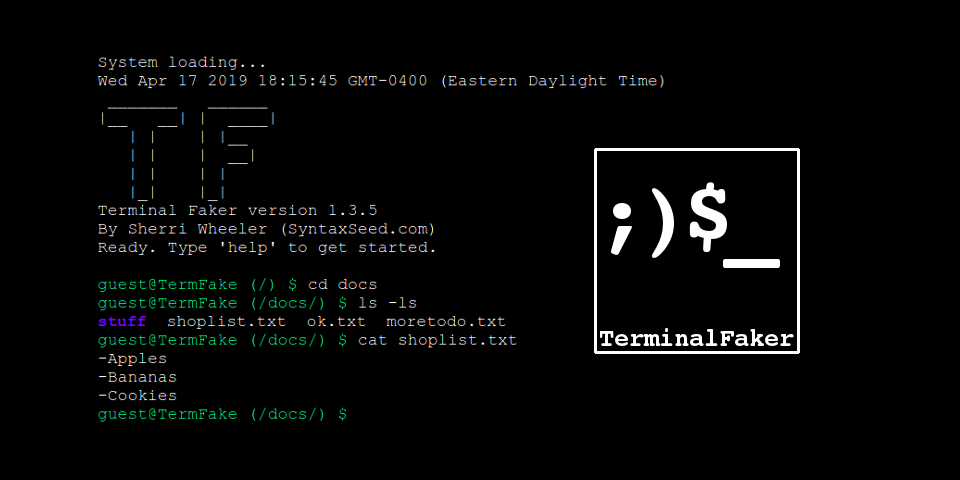 System loading...
Wed Apr 17 2019 18:15:45 GMT-0400 (Eastern Daylight Time)
TF
Terminal Faker version 1.3.5
By Sherri Wheeler (SyntaxSeed.com)
Ready. Type 'help' to get started.
guest@TermFake (/) $ cd docs
guest@TermFake (/docs/) $ ls -ls
stuff  shoplist.txt  ok.txt  moretodo.txt
guest@TermFake (/docs/) $ cat shoplist.txt
-Apples
-Bananas
-Cookies
guest@TermFake (/docs/) $
;)$_
TerminalFaker